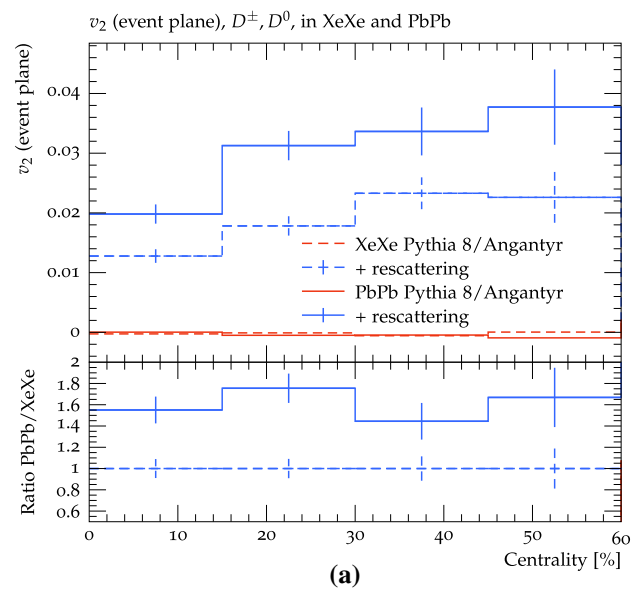 v₂ (event plane), D±, D⁰, in XeXe and PbPb
v₂ (event plane)
0.04
0.03
0.02
0.01
0
XeXe Pythia 8/Angantyr
+ rescattering
PbPb Pythia 8/Angantyr
+ rescattering
Ratio PbPb/XeXe
2
1.8
1.6
1.4
1.2
1
0.8
0.6
0 10 20 30 40 50 60
Centrality [%]
(a)